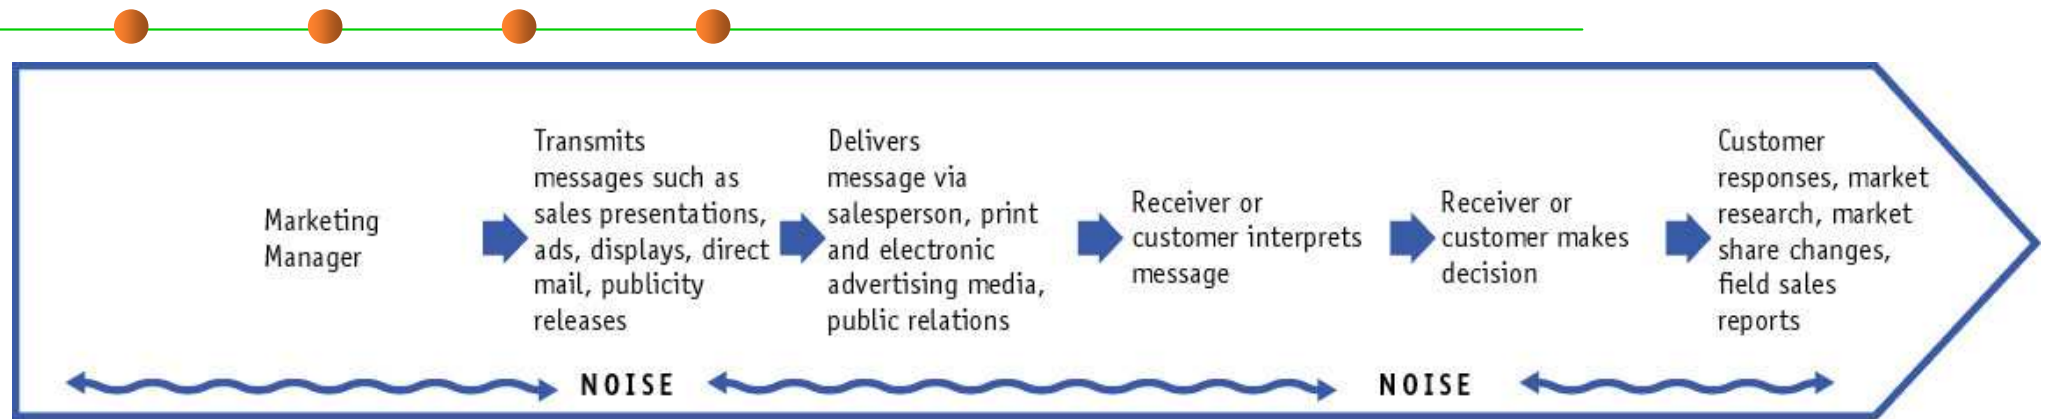 Marketing
Manager
Transmits
messages such as
sales presentations,
ads, displays, direct
mail, publicity
releases
Delivers
message via
salesperson, print
and electronic
advertising media,
public relations
Receiver or
customer interprets
message
Receiver or
customer makes
decision
Customer
responses, market
research, market
share changes,
field sales
reports
NOISE
NOISE